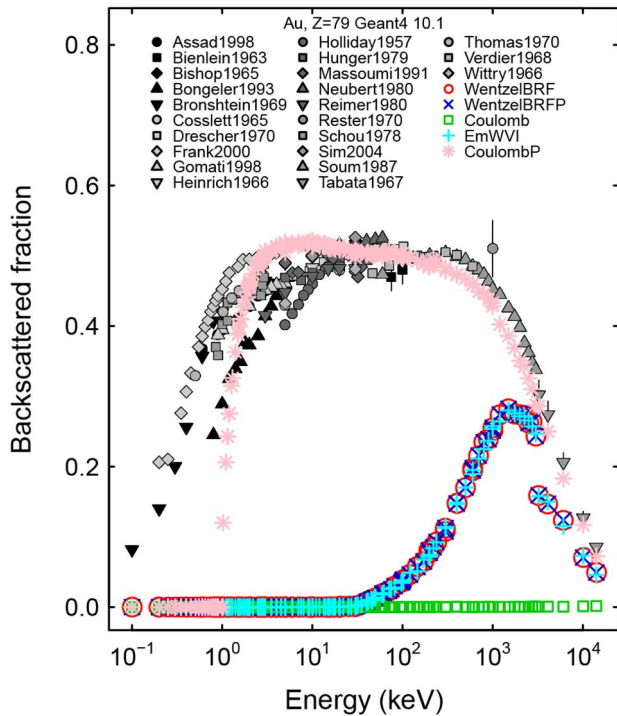 Au, Z=79 Geant4 10.1
Assad1998 Holliday1957 Thomas1970
Bienlein1963 Hunger1979 Verdier1968
Bishop1965 Massoumi1991 Wittry1966
Bongeler1993 Neubert1980 WentzelBRF
Bronshtein1969 Reimer1980 WentzelBRFP
Cosslett1965 Rester1970 Coulomb
Drescher1970 Schou1978 EmWVI
Frank2000 Sim2004 CoulombP
Gomati1998 Soum1987
Heinrich1966 Tabata1967
0.8
0.6
0.4
0.2
0.0
Backscattered fraction
10⁻¹ 10⁰ 10¹ 10² 10³ 10⁴
Energy (keV)